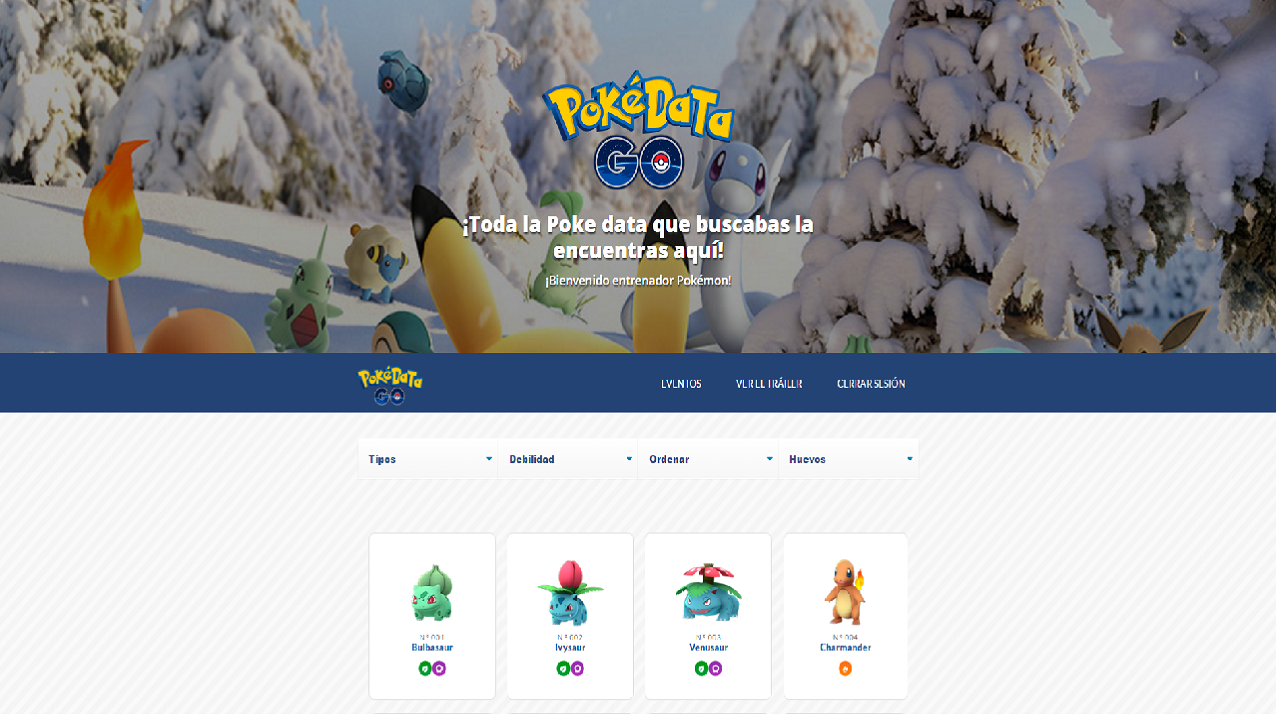 PokéData
GO
¡Toda la Poke data que buscabas la
encuentras aquí!
¡Bienvenido entrenador Pokémon!
PokéData
GO
EVENTOS
VER EL TRÁILER
CERRAR SESIÓN
Tipos
Debilidad
Ordenar
Huevos
N° 001
Bulbasaur
N° 002
Ivysaur
N° 003
Venusaur
N° 004
Charmander